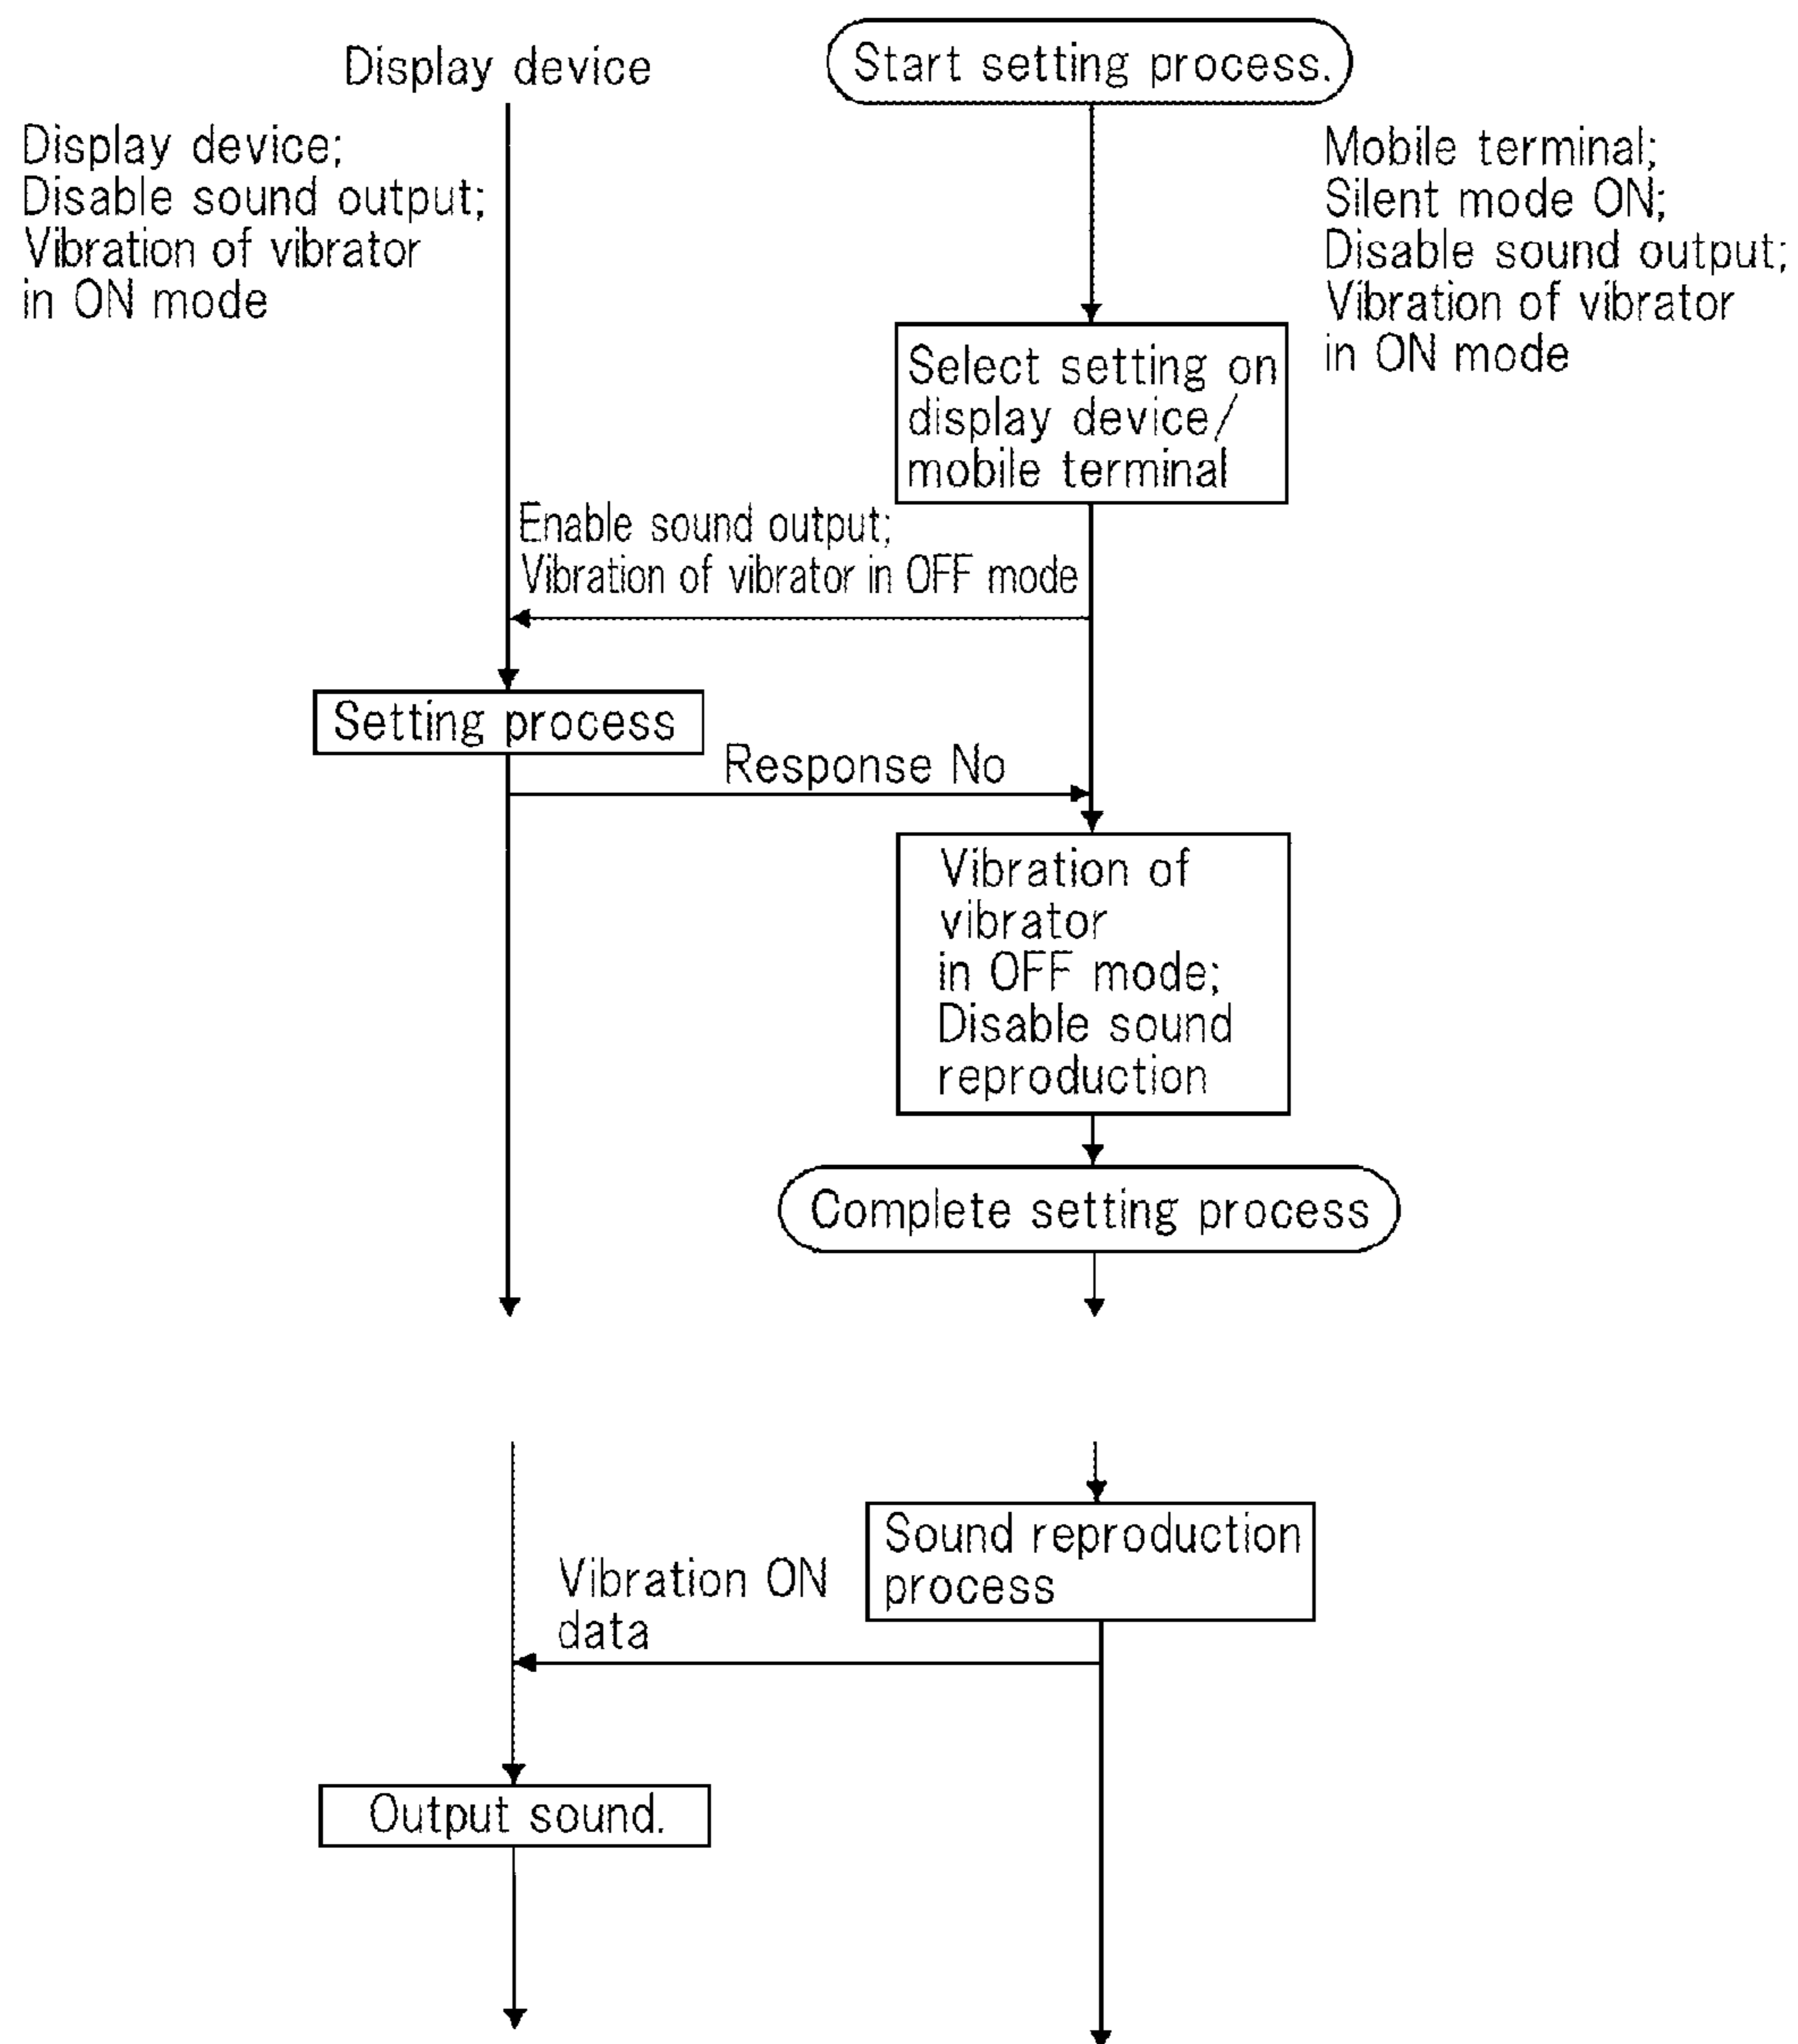 Display device
Start setting process.
Display device;
Disable sound output;
Vibration of vibrator
in ON mode
Mobile terminal;
Silent mode ON;
Disable sound output;
Vibration of vibrator
in ON mode
Select setting on
display device/
mobile terminal
Enable sound output;
Vibration of vibrator in OFF mode
Setting process
Response No
Vibration of
vibrator
in OFF mode;
Disable sound
reproduction
Complete setting process
Sound reproduction
process
Vibration ON
data
Output sound.